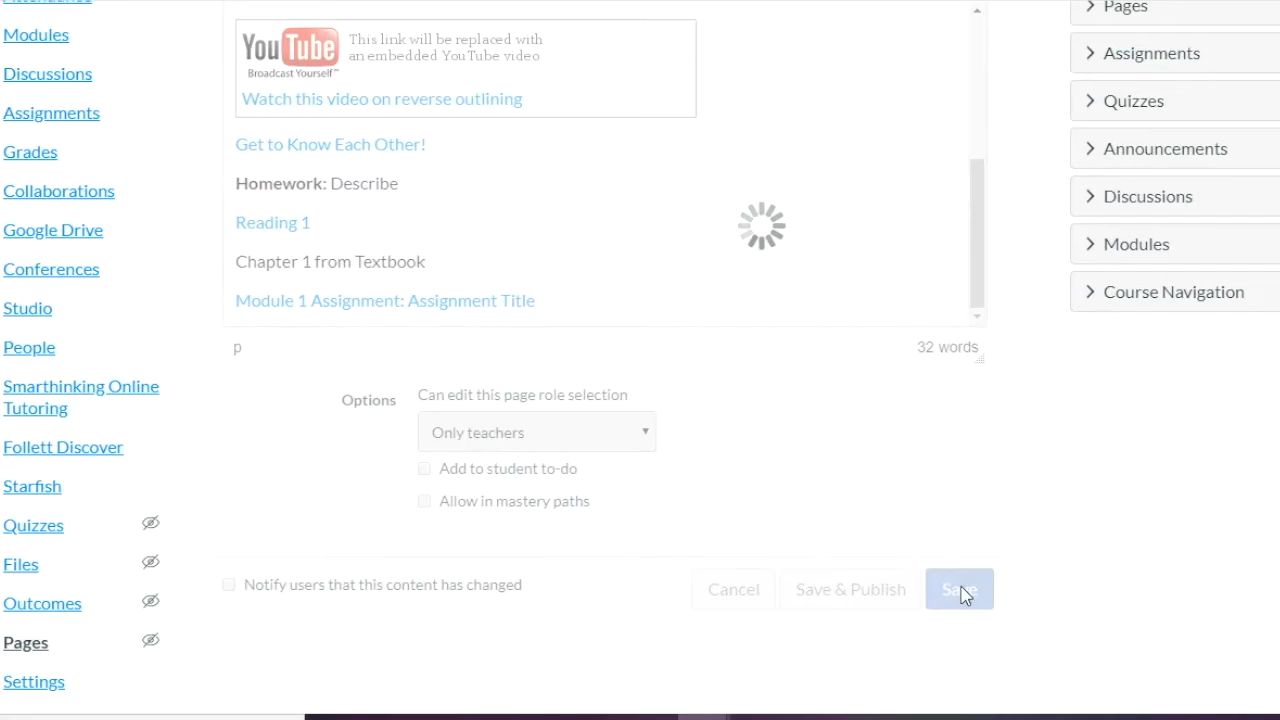 Modules
Discussions
Assignments
Grades
Collaborations
Google Drive
Conferences
Studio
People
Smarthinking Online
Tutoring
Follett Discover
Starfish
Quizzes
Files
Outcomes
Pages
Settings
YouTube
Broadcast Yourself™
This link will be replaced with
an embedded YouTube video
Watch this video on reverse outlining
Get to Know Each Other!
Homework: Describe
Reading 1
Chapter 1 from Textbook
Module 1 Assignment: Assignment Title
p
32 words
Options
Can edit this page role selection
Only teachers
Add to student to-do
Allow in mastery paths
Notify users that this content has changed
Cancel
Save & Publish
Save
Pages
Assignments
Quizzes
Announcements
Discussions
Modules
Course Navigation